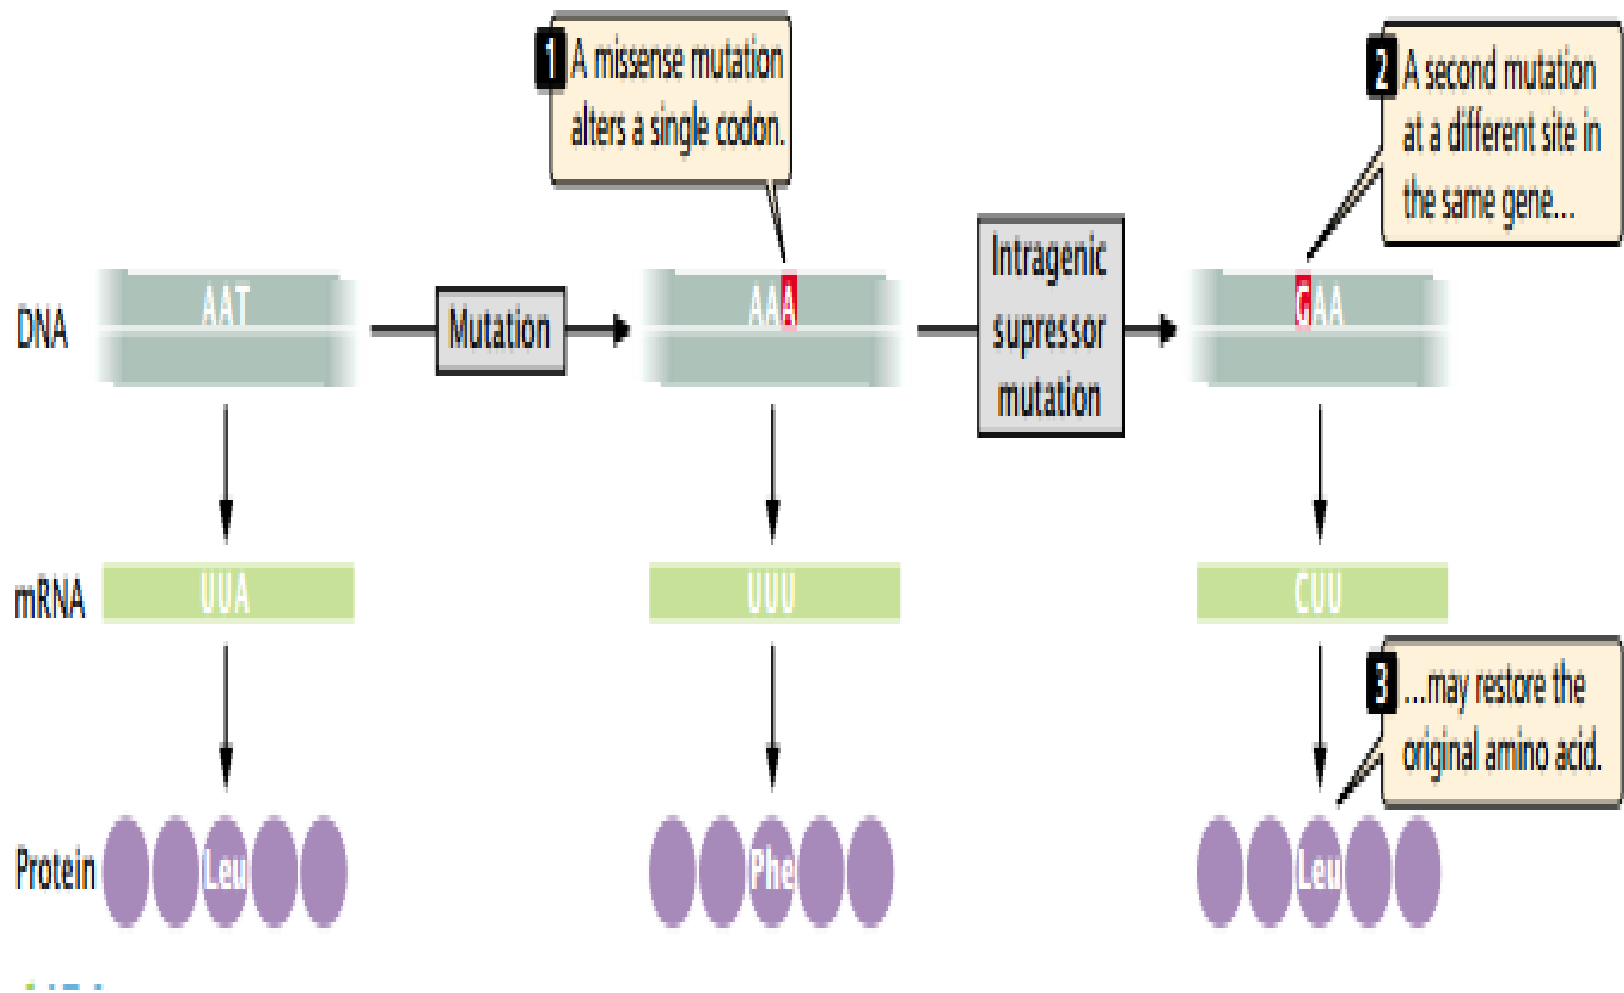 1 A missense mutation
alters a single codon.
2 A second mutation
at a different site in
the same gene...
DNA
AAT
Mutation
AAA
Intragenic
supressor
mutation
GAA
mRNA
UUA
UUU
CUU
3 ...may restore the
original amino acid.
Protein
Leu
Phe
Leu